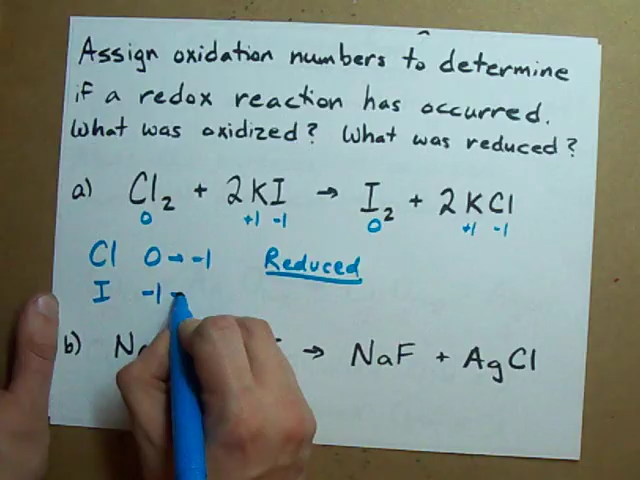 Assign oxidation numbers to determine
if a redox reaction has occurred.
What was oxidized? What was reduced?
a) Cl₂ + 2KI → I₂ + 2KCl
0 +1 -1 0 +1 -1
Cl 0 → -1 Reduced
I -1
b) → NaF + AgCl